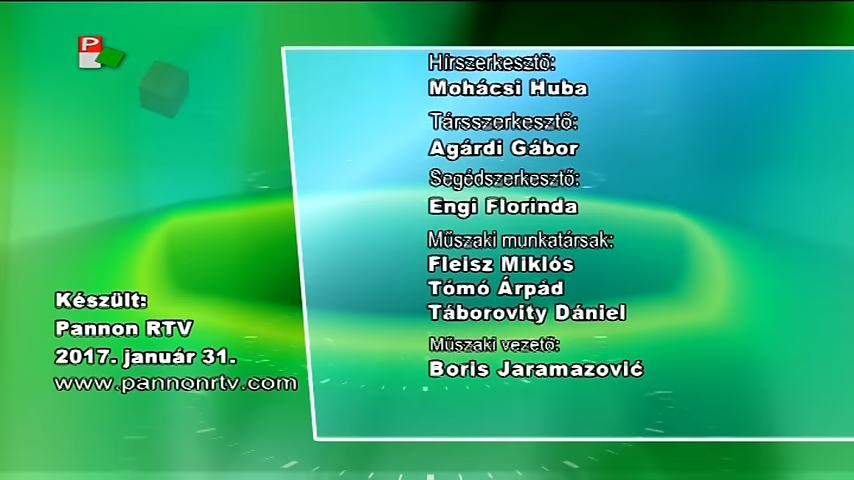 P
Hírszerkesztő:
Mohácsi Huba
Társszerkesztő:
Agárdi Gábor
Segédszerkesztő:
Engi Florinda
Műszaki munkatársak:
Fleisz Miklós
Tómó Árpád
Táborovity Dániel
Műszaki vezető:
Boris Jaramazović
Készült:
Pannon RTV
2017. január 31.
www.pannonrtv.com